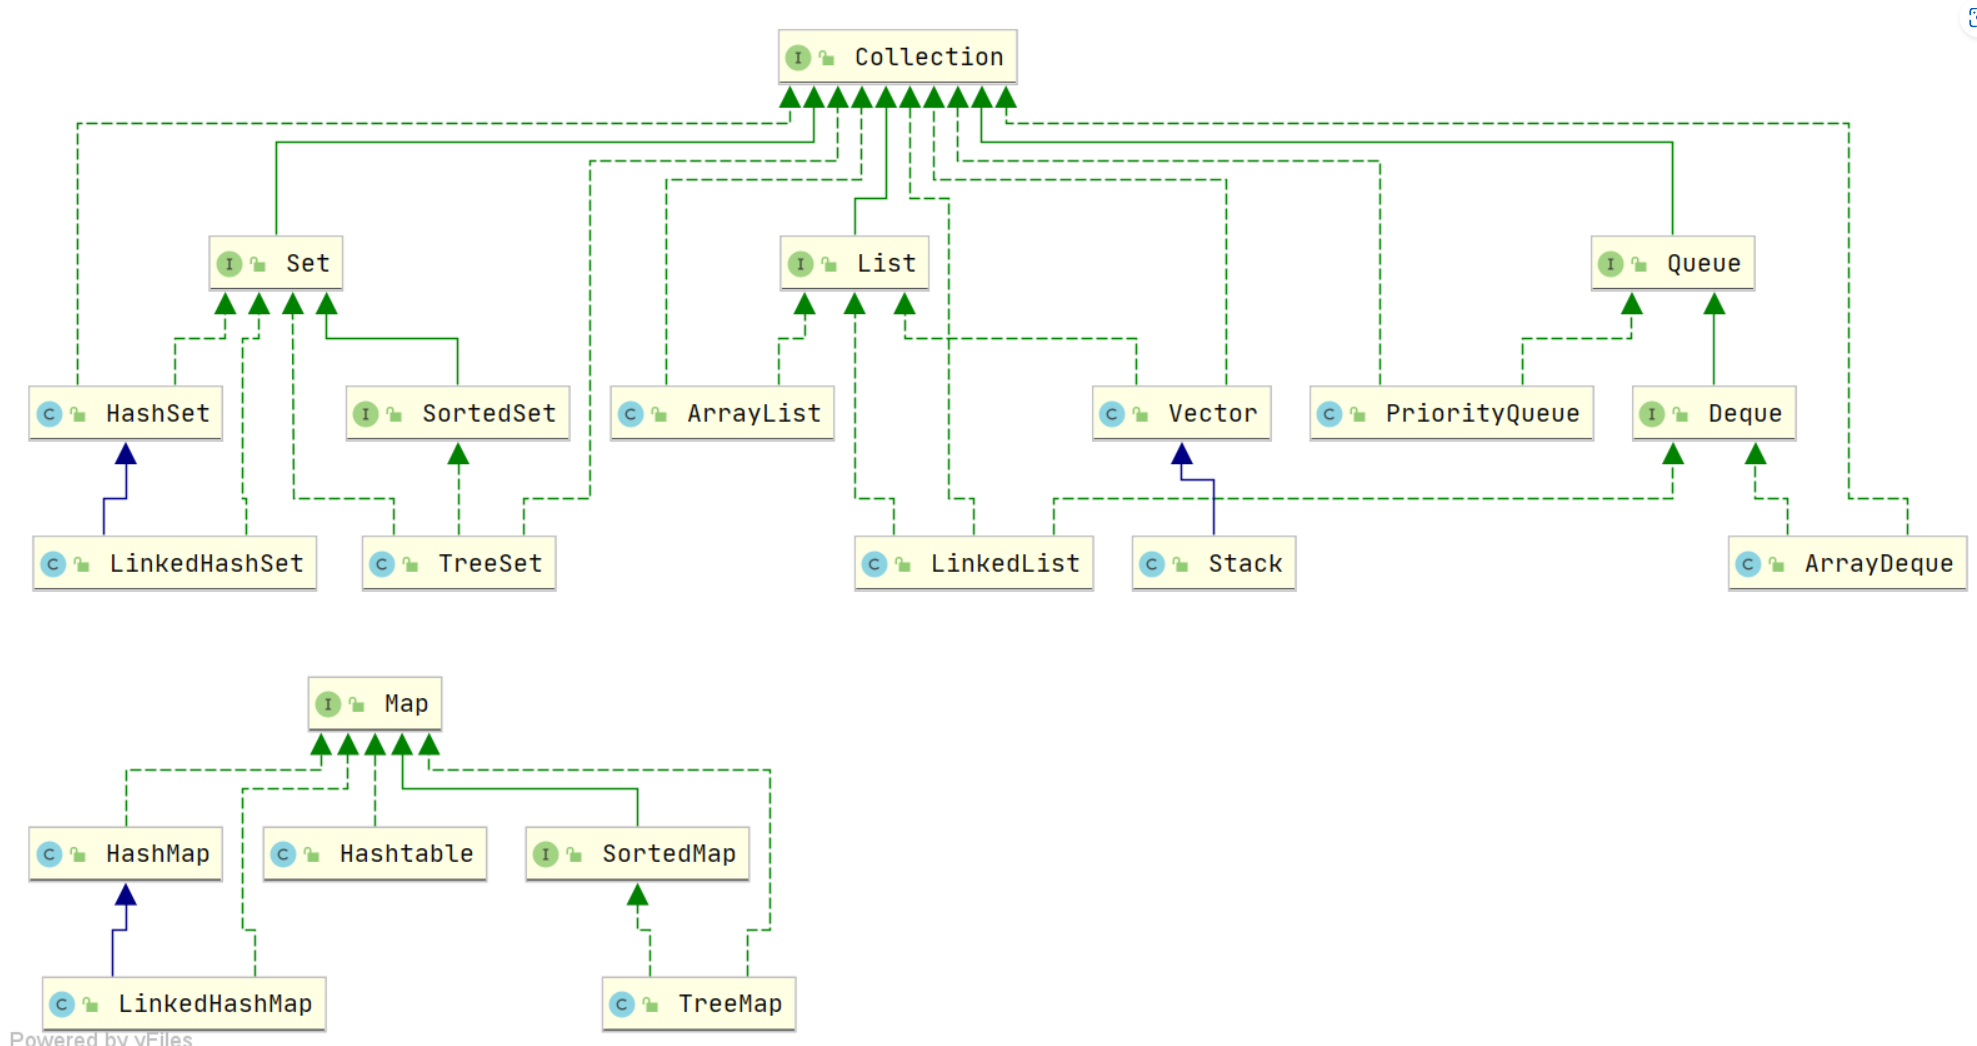 I Collection
I Set
I List
I Queue
C HashSet
I SortedSet
C ArrayList
C Vector
C PriorityQueue
I Deque
C LinkedHashSet
C TreeSet
C LinkedList
C Stack
C ArrayDeque
I Map
C HashMap
C Hashtable
I SortedMap
C LinkedHashMap
C TreeMap
Powered by yFiles